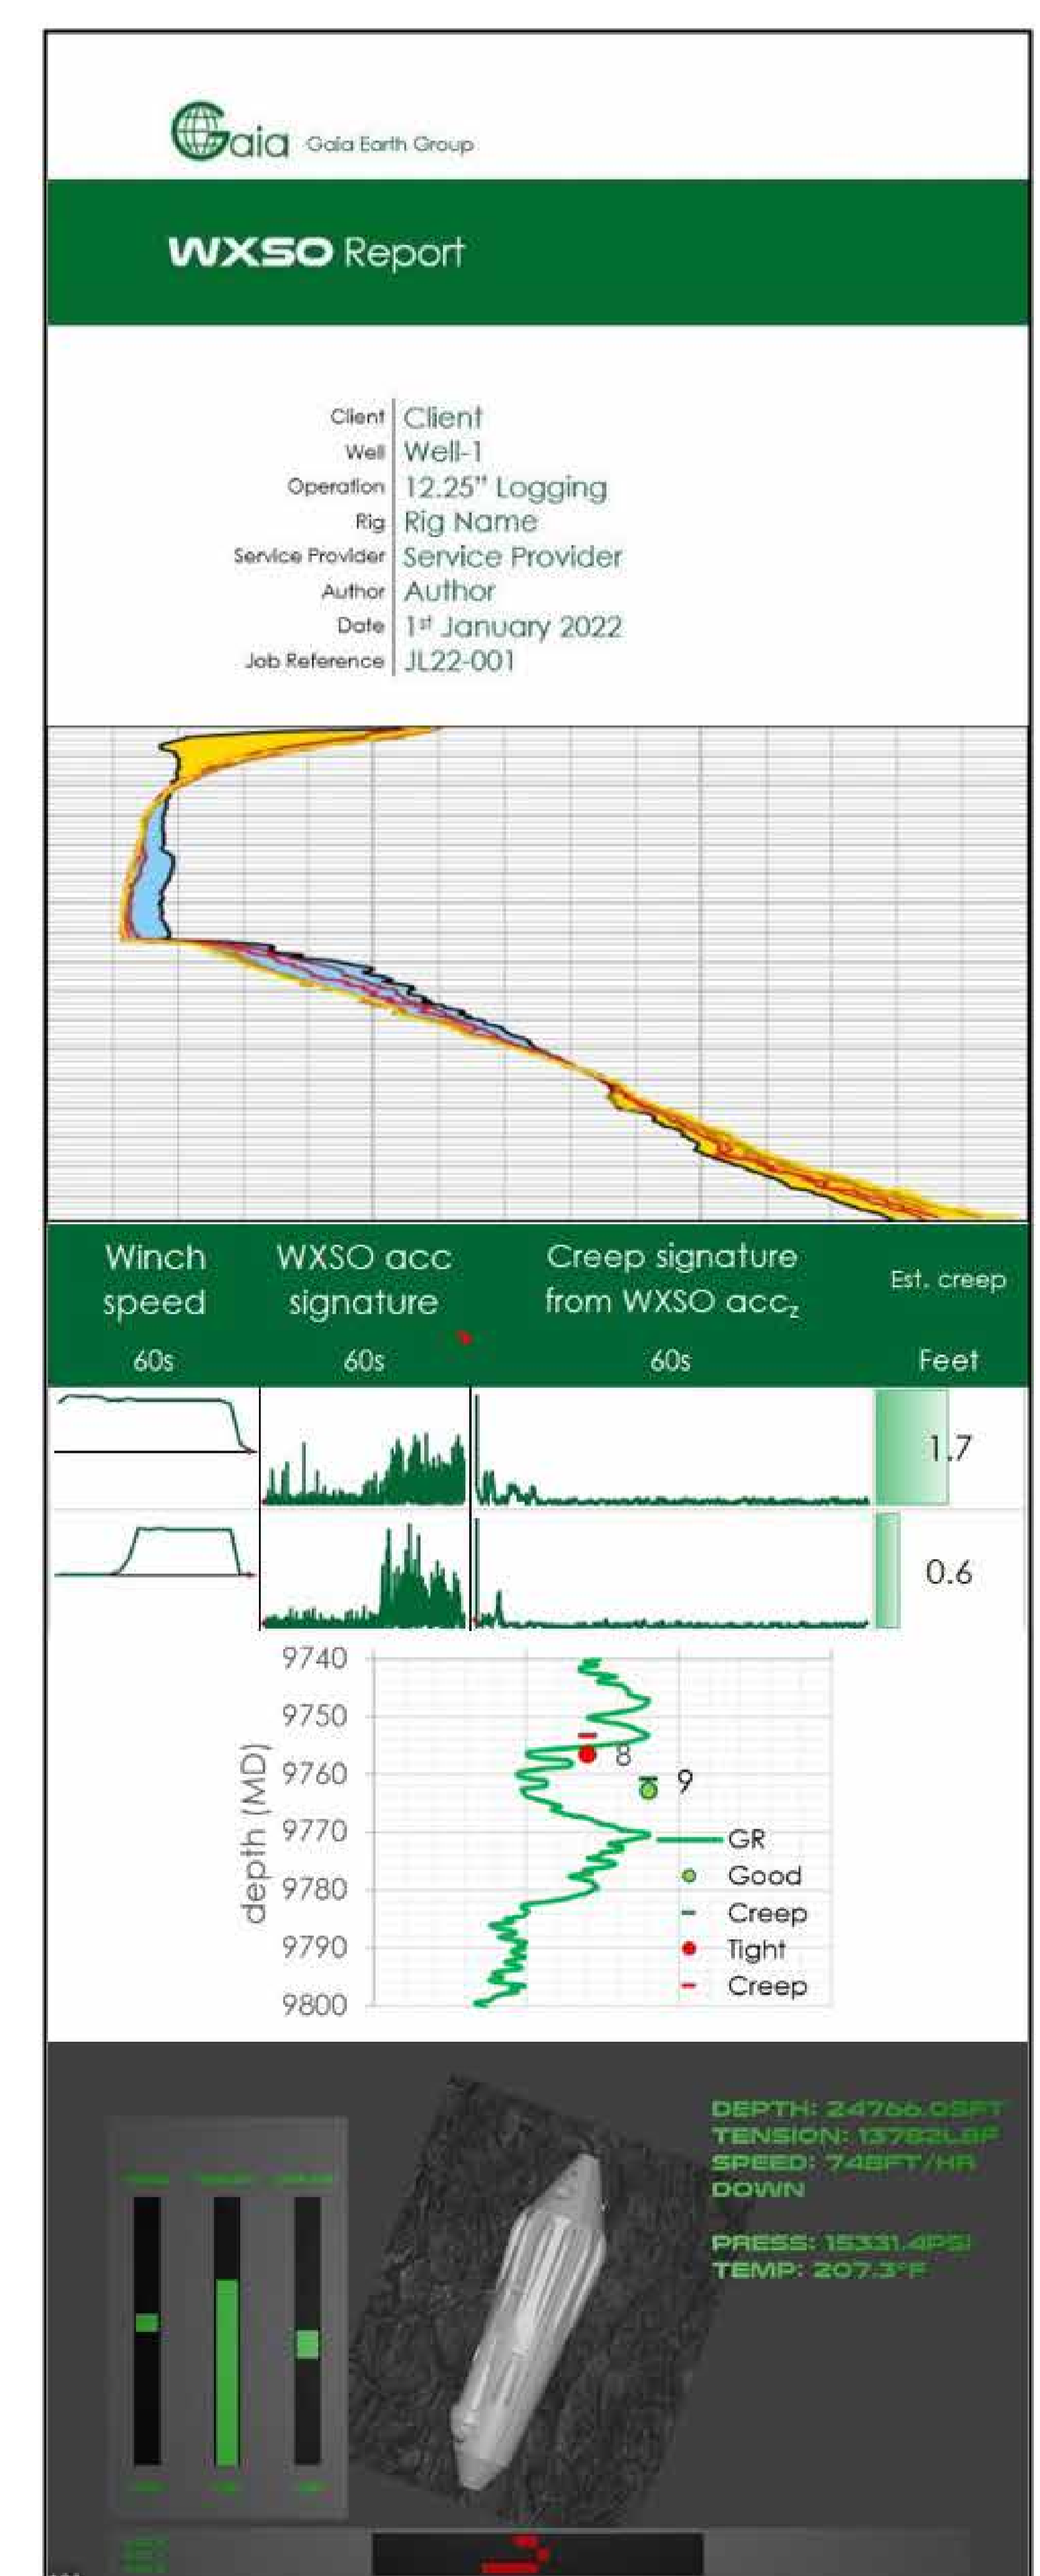 Gaia Gaia Earth Group
WXSO Report
Client Client
Well Well-1
Operation 12.25" Logging
Rig Rig Name
Service Provider Service Provider
Author Author
Date 1st January 2022
Job Reference JL22-001
Winch speed
WXSO acc signature
Creep signature from WXSO accz
Est. creep
60s 60s 60s Feet
1.7
0.6
depth (MD)
9740
9750
9760
9770
9780
9790
9800
8
9
GR
Good
Creep
Tight
Creep
DEPTH: 24766.05FT
TENSION: 13782LBF
SPEED: 748FT/HR
DOWN
PRESS: 15331.4PSI
TEMP: 207.3°F